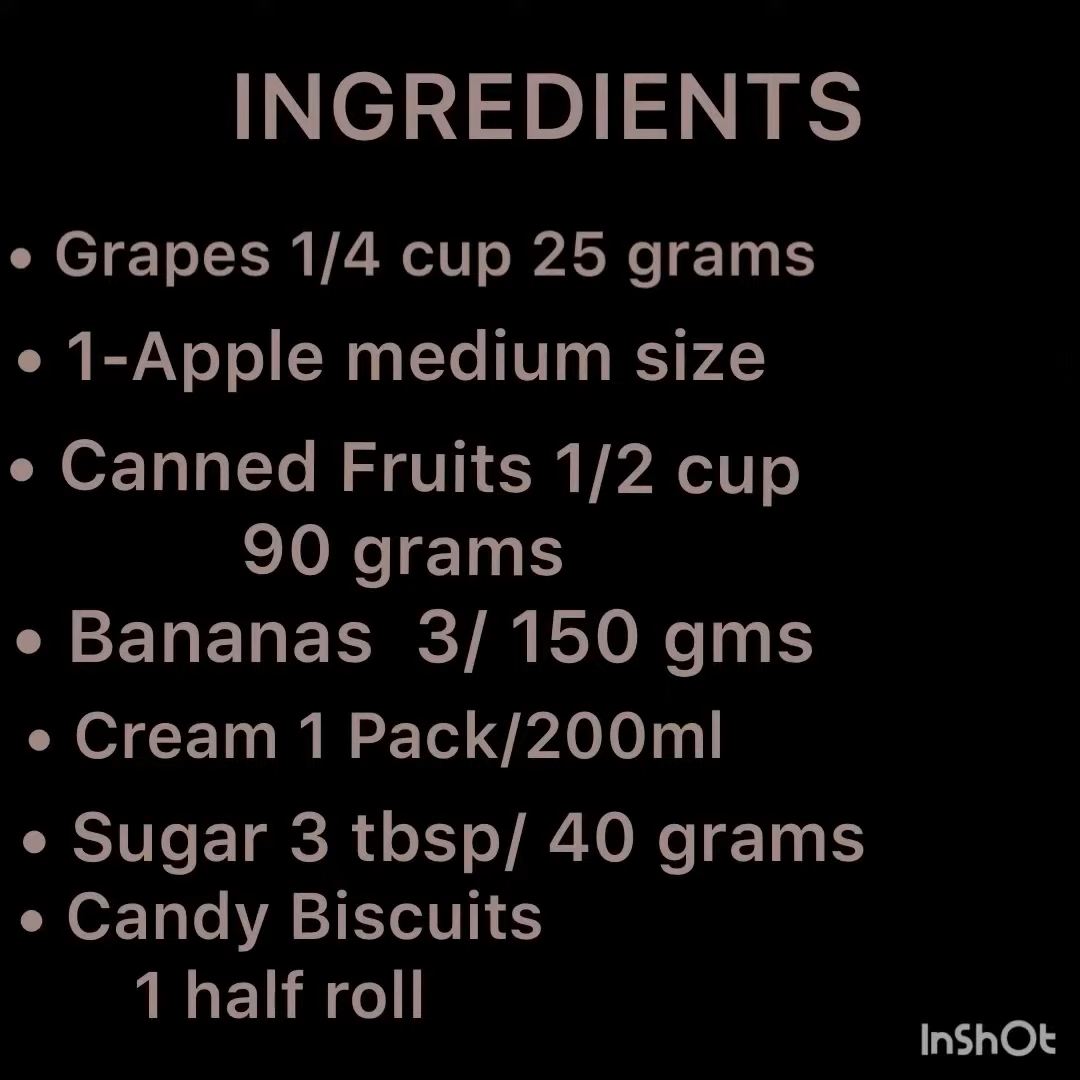 INGREDIENTS
• Grapes 1/4 cup 25 grams
• 1-Apple medium size
• Canned Fruits 1/2 cup
90 grams
• Bananas 3/ 150 gms
• Cream 1 Pack/200ml
• Sugar 3 tbsp/ 40 grams
• Candy Biscuits
1 half roll
InShOt